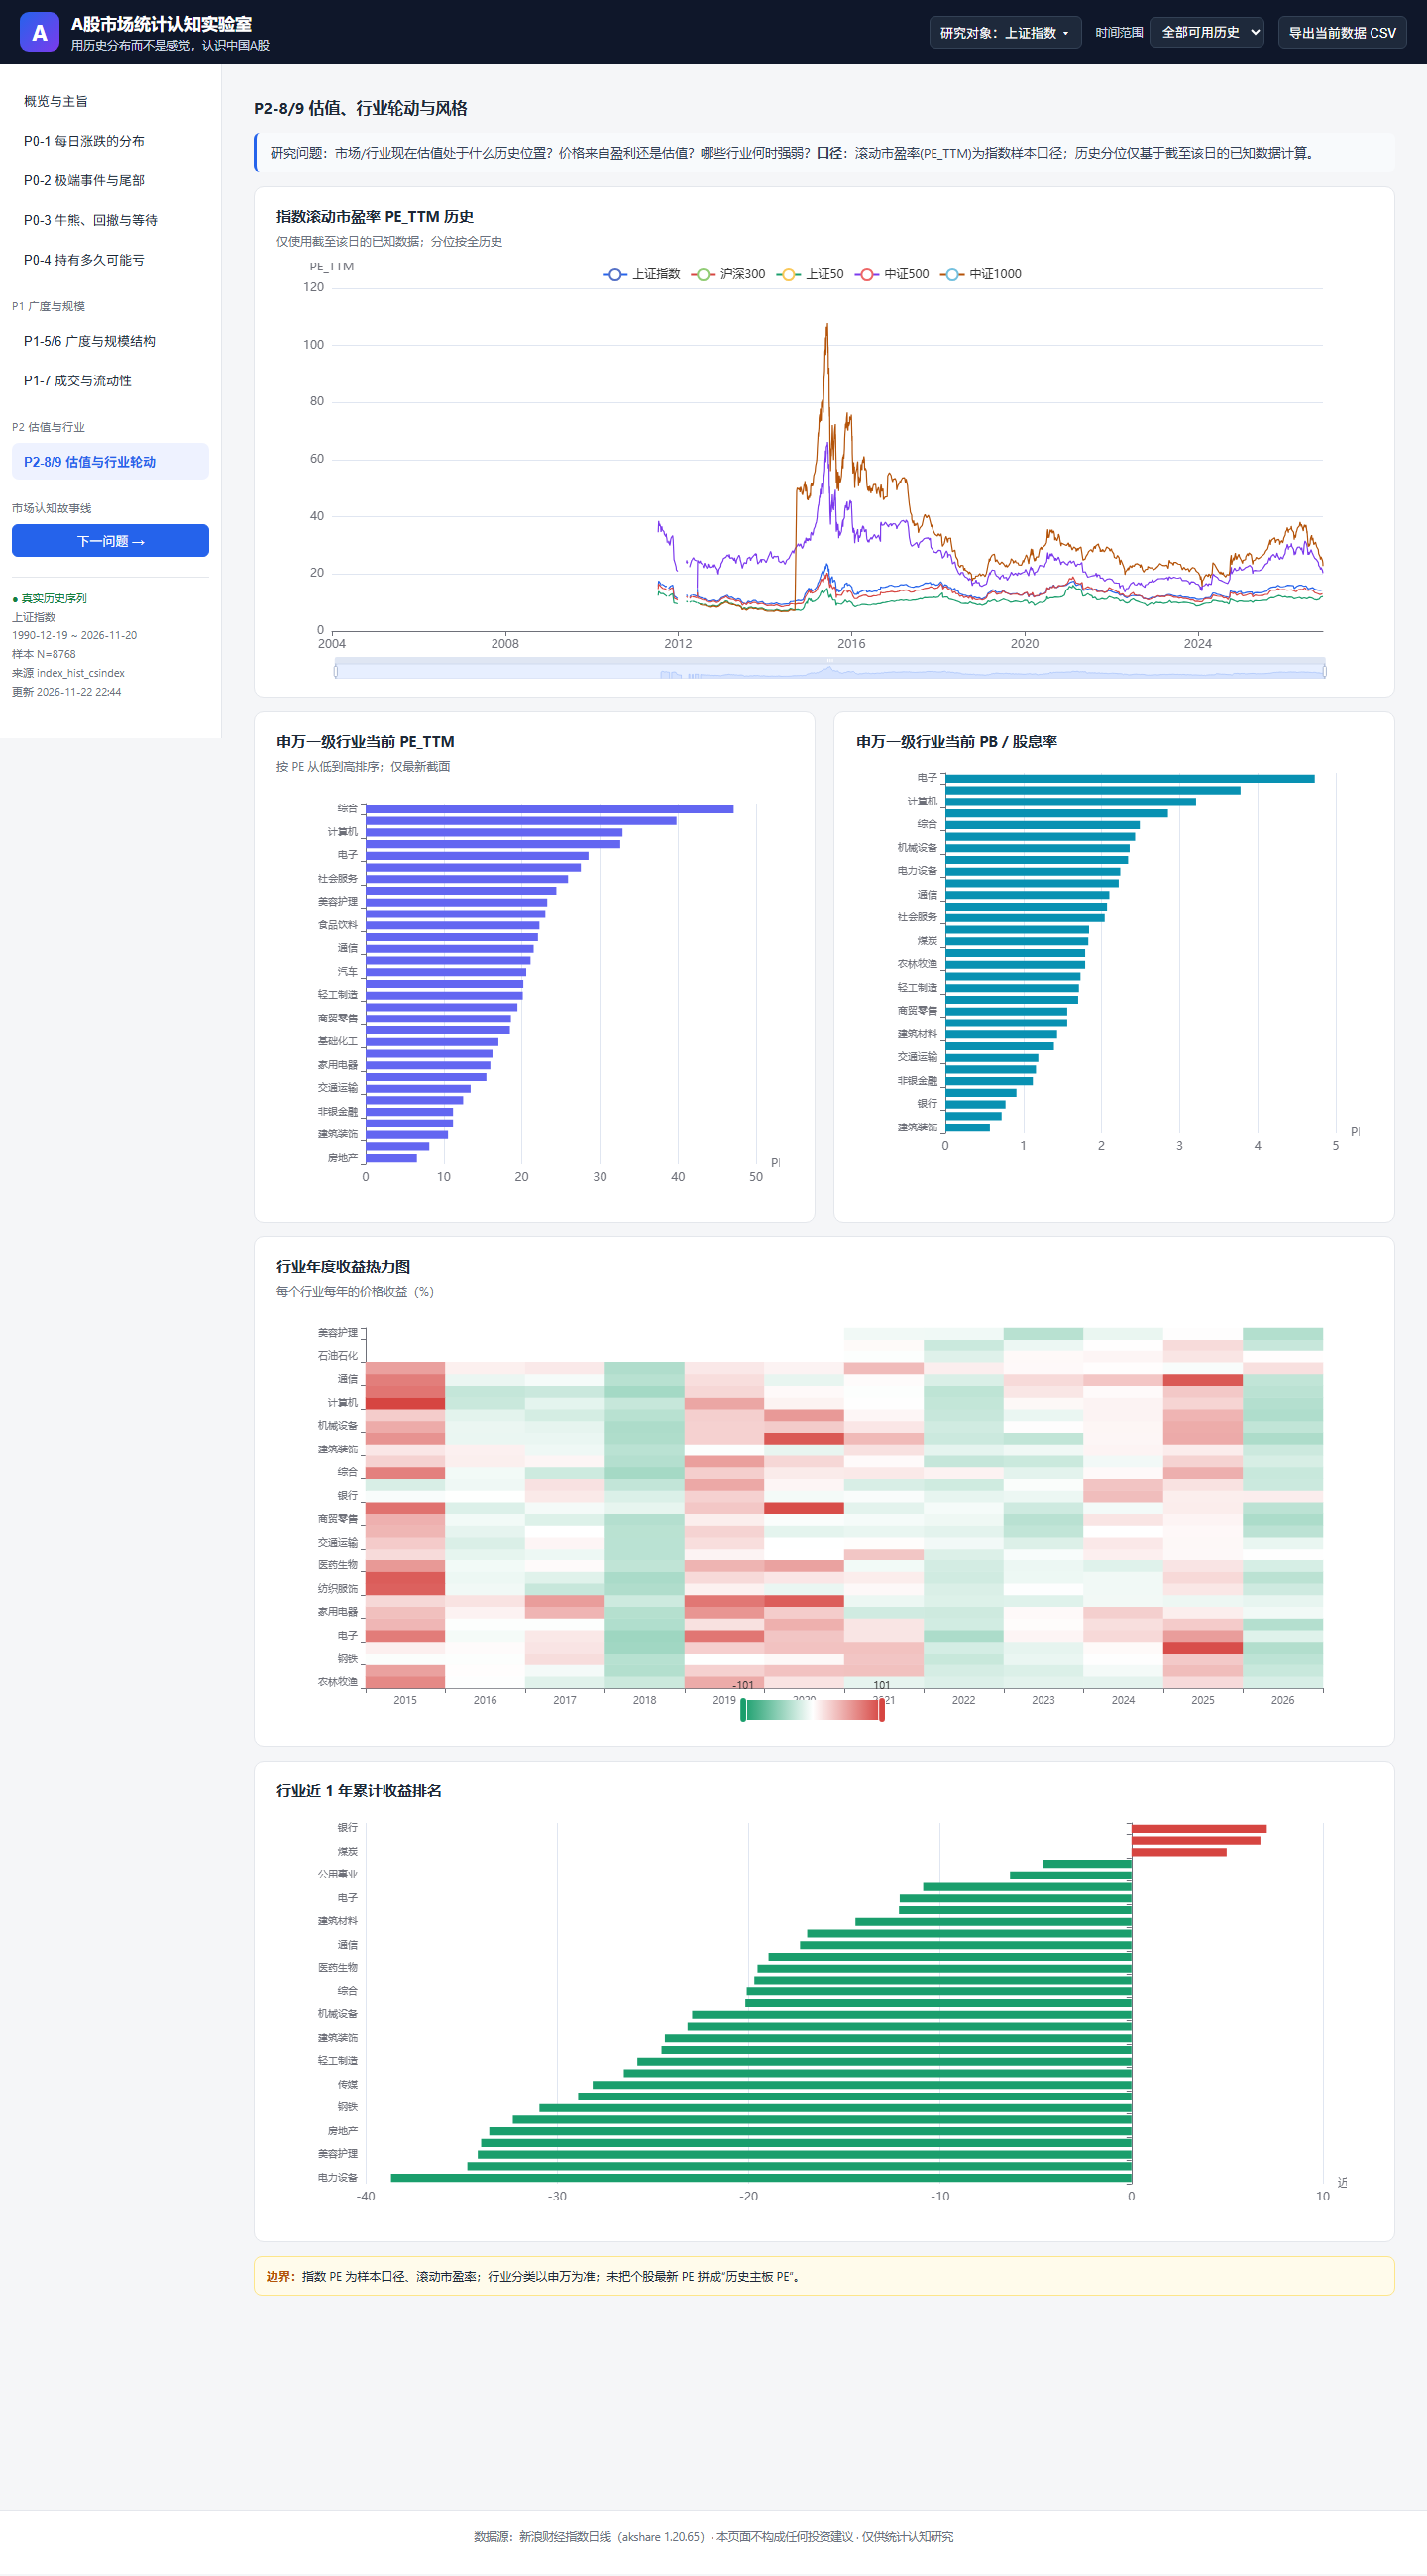 A
A股市场统计认知实验室
用历史分布而不是感觉，认识中国A股
研究对象：上证指数
时间范围
全部可用历史
导出当前数据 CSV
概览与主旨
P0-1 每日涨跌的分布
P0-2 极端事件与尾部
P0-3 牛熊、回撤与等待
P0-4 持有多久可能亏
P1 广度与规模
P1-5/6 广度与规模结构
P1-7 成交与流动性
P2 估值与行业
P2-8/9 估值与行业轮动
市场认知故事线
下一问题 →
● 真实历史序列
上证指数
1990-12-19 ~ 2026-11-20
样本 N=8768
来源 index_hist_csindex
更新 2026-11-22 22:44
P2-8/9 估值、行业轮动与风格
研究问题：市场/行业现在估值处于什么历史位置？价格来自盈利还是估值？哪些行业何时强弱？口径：滚动市盈率(PE_TTM)为指数样本口径；历史分位仅基于截至该日的已知数据计算。
指数滚动市盈率 PE_TTM 历史
仅使用截至该日的已知数据；分位按全历史
PE_TTM
上证指数 沪深300 上证50 中证500 中证1000
120
100
80
60
40
20
0
2004 2008 2012 2016 2020 2024
申万一级行业当前 PE_TTM
按 PE 从低到高排序；仅最新截面
综合
计算机
电子
社会服务
美容护理
食品饮料
通信
汽车
轻工制造
商贸零售
基础化工
家用电器
交通运输
非银金融
建筑装饰
房地产
0 10 20 30 40 50
申万一级行业当前 PB / 股息率
电子
计算机
综合
机械设备
电力设备
通信
社会服务
煤炭
农林牧渔
轻工制造
商贸零售
建筑材料
交通运输
非银金融
银行
建筑装饰
0 1 2 3 4 5
行业年度收益热力图
每个行业每年的价格收益（%）
美容护理
石油石化
通信
计算机
机械设备
建筑装饰
综合
银行
商贸零售
交通运输
医药生物
纺织服饰
家用电器
电子
钢铁
农林牧渔
2015 2016 2017 2018 2019 2020 2021 2022 2023 2024 2025 2026
-101 101
行业近 1 年累计收益排名
银行
煤炭
公用事业
电子
建筑材料
通信
医药生物
综合
机械设备
建筑装饰
轻工制造
传媒
钢铁
房地产
美容护理
电力设备
-40 -30 -20 -10 0 10
近
边界：指数 PE 为样本口径、滚动市盈率；行业分类以申万为准；未把个股最新 PE 拼成"历史主板 PE"。
数据源：新浪财经指数日线（akshare 1.20.65）· 本页面不构成任何投资建议 · 仅供统计认知研究